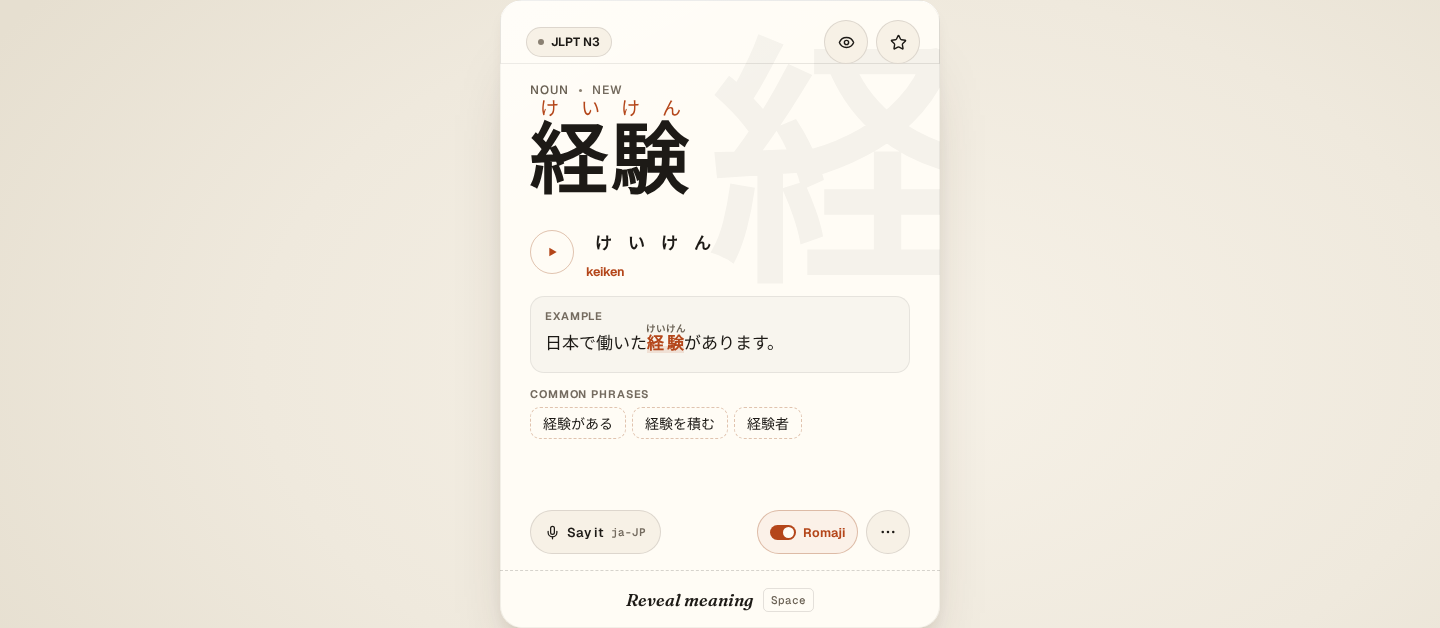 JLPT N3
経
NOUN • NEW
けいけん
経験
けいけん
keiken
EXAMPLE
けいけん
日本で働いた経験があります。
COMMON PHRASES
経験がある 経験を積む 経験者
Say it ja-JP Romaji
Reveal meaning Space